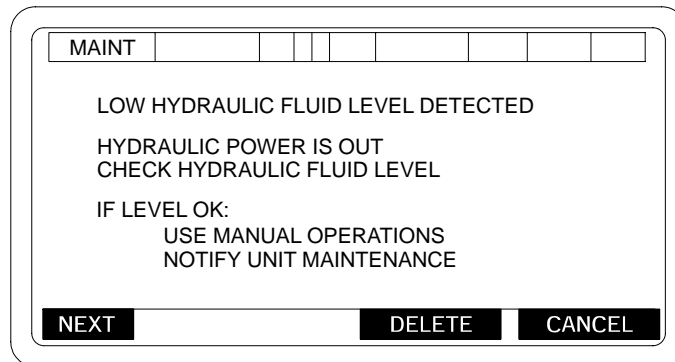 MAINT
LOW HYDRAULIC FLUID LEVEL DETECTED
HYDRAULIC POWER IS OUT
CHECK HYDRAULIC FLUID LEVEL
IF LEVEL OK:
USE MANUAL OPERATIONS
NOTIFY UNIT MAINTENANCE
NEXT DELETE CANCEL